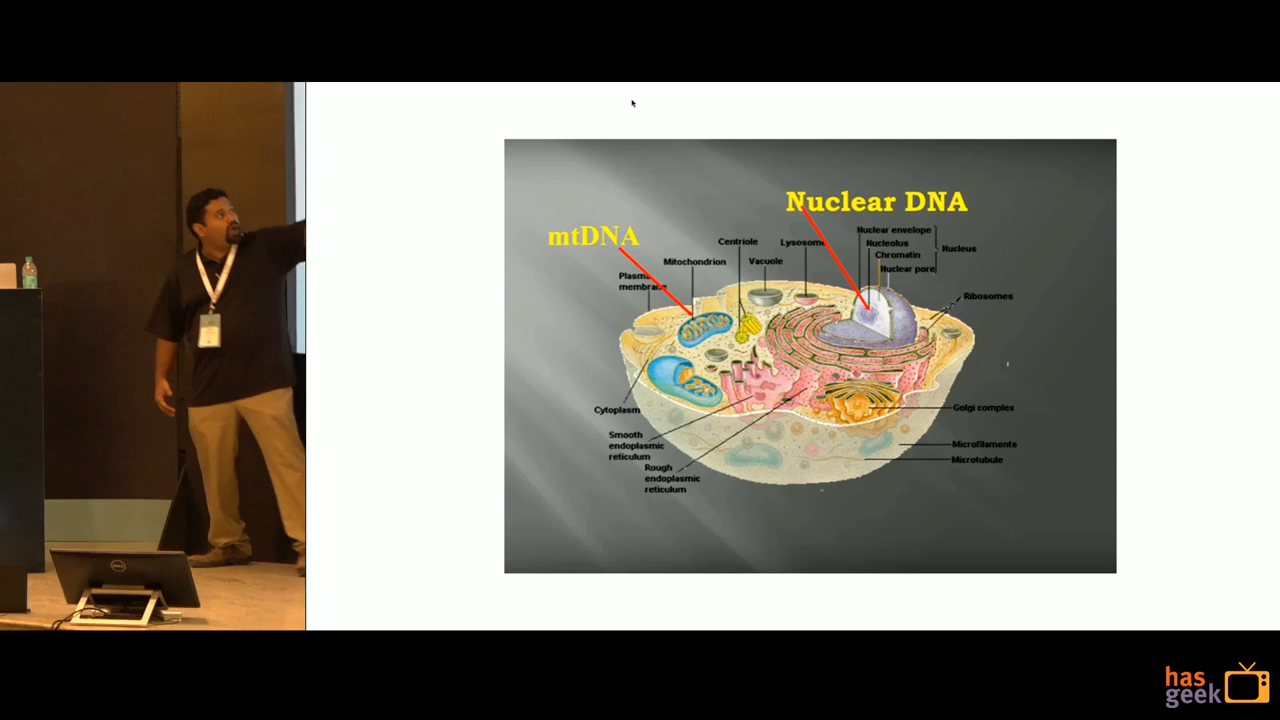 Nuclear DNA
mtDNA
Nuclear envelope
Nucleolus
Chromatin
Nuclear pore
Nucleus
Centriole
Lysosome
Mitochondrion
Vacuole
Plasma
membrane
Ribosomes
Cytoplasm
Golgi complex
Smooth
endoplasmic
reticulum
Microfilaments
Microtubule
Rough
endoplasmic
reticulum
DELL
has
geek